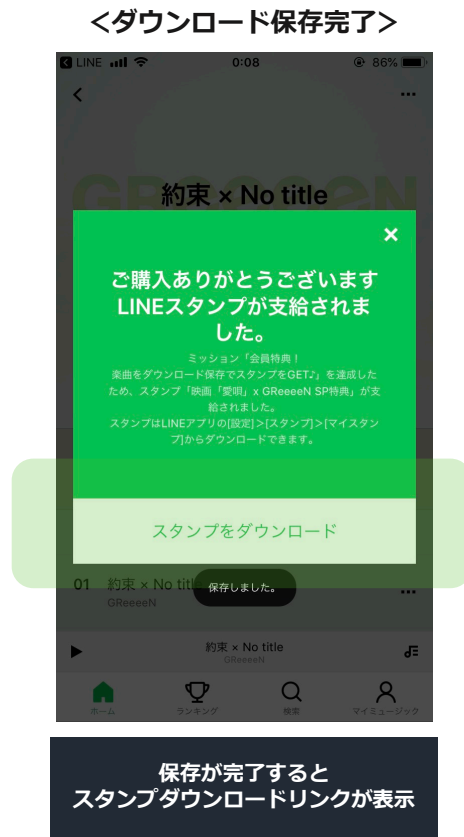 <ダウンロード保存完了>
LINE 0:08 86%
GReeeeN
約束 × No title
ご購入ありがとうございます
LINEスタンプが支給されま
した。
ミッション「会員特典！
楽曲をダウンロード保存でスタンプをGET♪」を達成した
ため、スタンプ「映画「愛唄」x GReeeeN SP特典」が支
給されました。
スタンプはLINEアプリの[設定]＞[スタンプ]＞[マイスタン
プ]からダウンロードできます。
スタンプをダウンロード
01 約束 × No titl
GReeeeN
保存しました。
約束 × No title
GReeeeN
ホーム ランキング 検索 マイミュージック
保存が完了すると
スタンプダウンロードリンクが表示